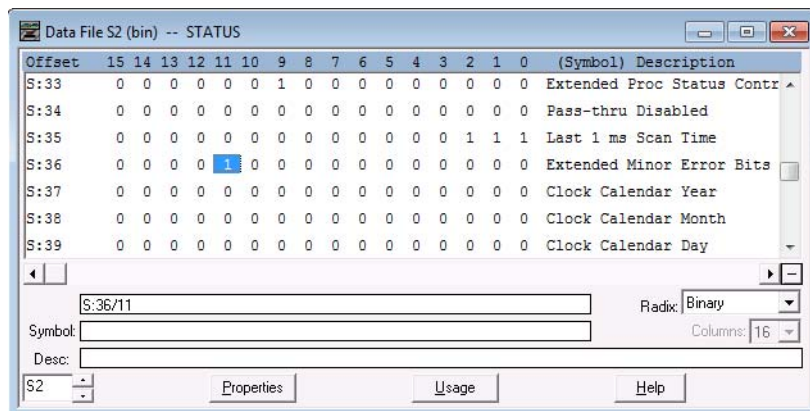 Data File S2 (bin) -- STATUS
Offset 15 14 13 12 11 10 9 8 7 6 5 4 3 2 1 0 (Symbol) Description
S:33 0 0 0 0 0 0 1 0 0 0 0 0 0 0 0 0 Extended Proc Status Contr
S:34 0 0 0 0 0 0 0 0 0 0 0 0 0 0 0 0 Pass-thru Disabled
S:35 0 0 0 0 0 0 0 0 0 0 0 0 0 1 1 1 Last 1 ms Scan Time
S:36 0 0 0 0 1 0 0 0 0 0 0 0 0 0 0 0 Extended Minor Error Bits
S:37 0 0 0 0 0 0 0 0 0 0 0 0 0 0 0 0 Clock Calendar Year
S:38 0 0 0 0 0 0 0 0 0 0 0 0 0 0 0 0 Clock Calendar Month
S:39 0 0 0 0 0 0 0 0 0 0 0 0 0 0 0 0 Clock Calendar Day
S:36/11 Radix: Binary
Symbol: Columns: 16
Desc:
S2 Properties Usage Help